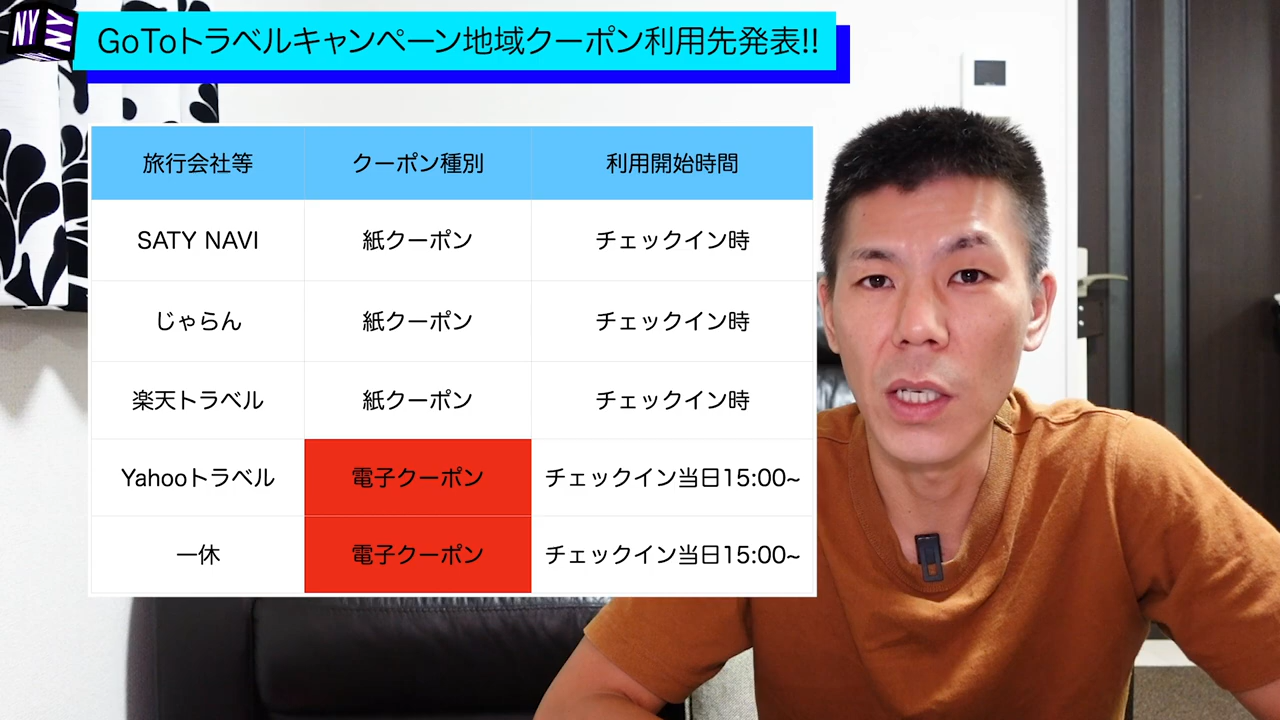 NY NY
GoToトラベルキャンペーン地域クーポン利用先発表!!
旅行会社等 クーポン種別 利用開始時間
SATY NAVI 紙クーポン チェックイン時
じゃらん 紙クーポン チェックイン時
楽天トラベル 紙クーポン チェックイン時
Yahooトラベル 電子クーポン チェックイン当日15:00~
一休 電子クーポン チェックイン当日15:00~